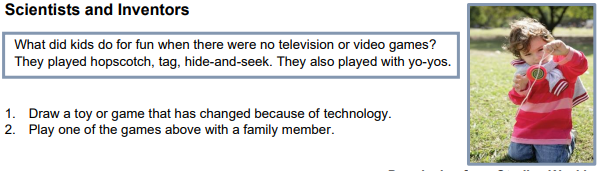 Scientists and Inventors
What did kids do for fun when there were no television or video games?
They played hopscotch, tag, hide-and-seek. They also played with yo-yos.
1. Draw a toy or game that has changed because of technology.
2. Play one of the games above with a family member.